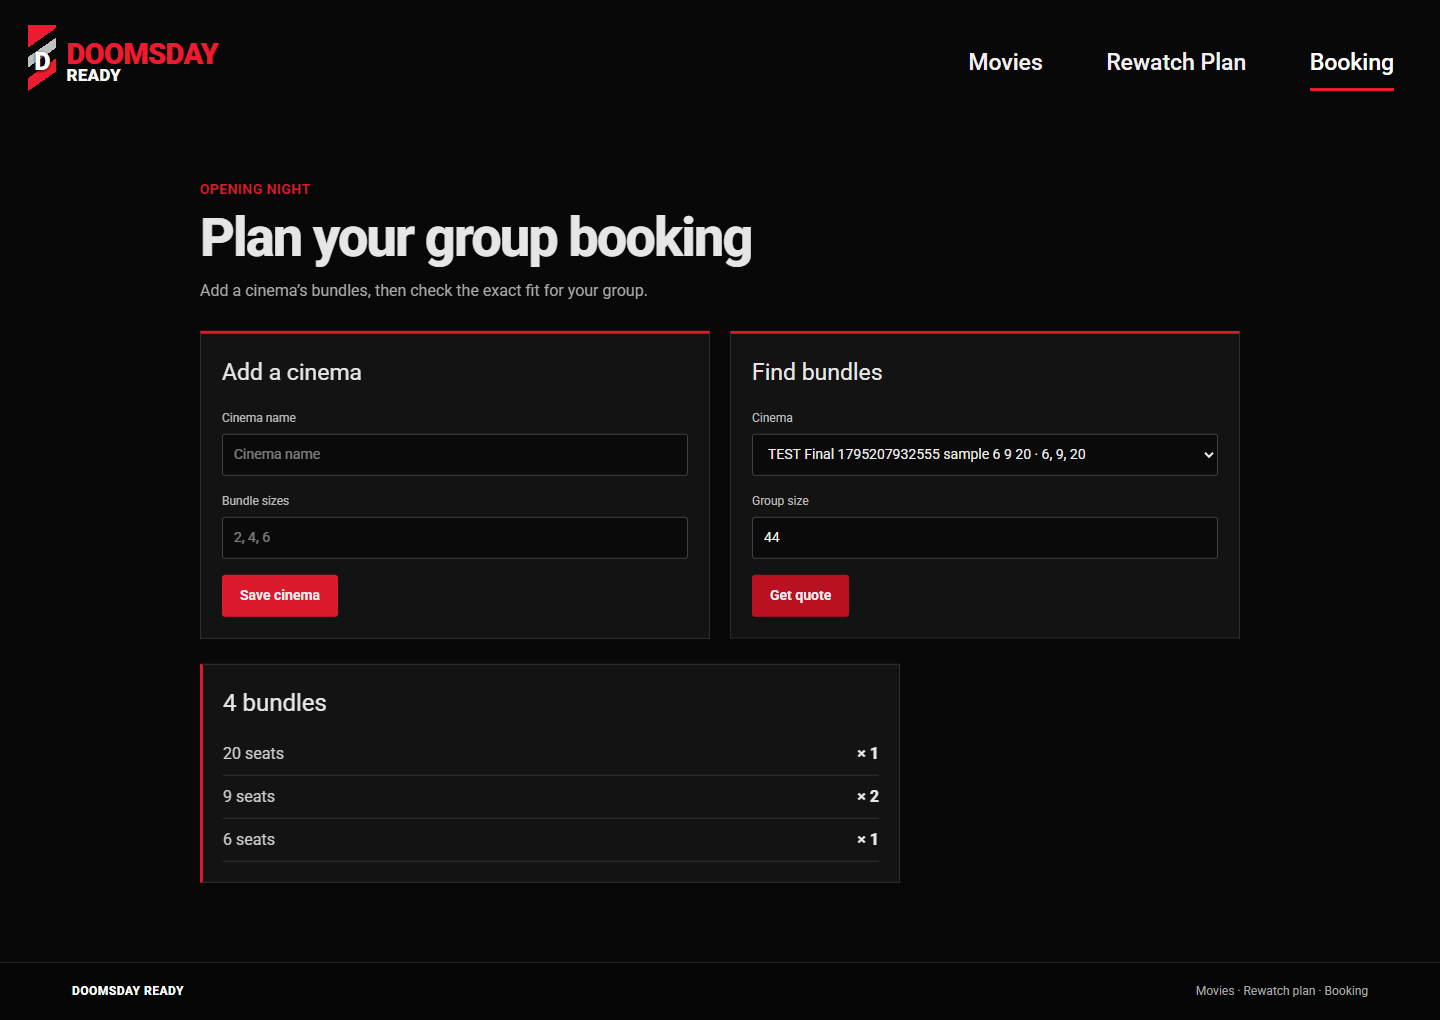 D
DOOMSDAY
READY
Movies
Rewatch Plan
Booking
OPENING NIGHT
Plan your group booking
Add a cinema’s bundles, then check the exact fit for your group.
Add a cinema
Cinema name
Cinema name
Bundle sizes
2, 4, 6
Save cinema
Find bundles
Cinema
TEST Final 1795207932555 sample 6 9 20 · 6, 9, 20
Group size
44
Get quote
4 bundles
20 seats × 1
9 seats × 2
6 seats × 1
DOOMSDAY READY
Movies · Rewatch plan · Booking